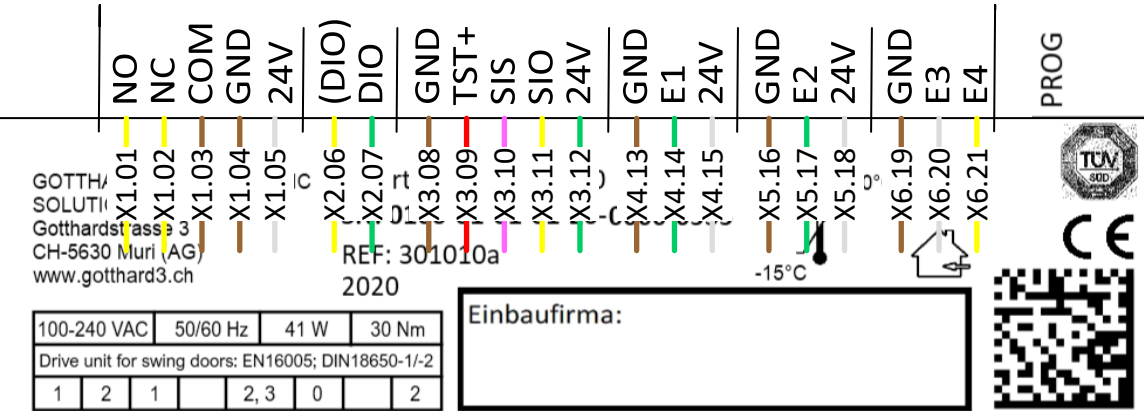 NO NC COM GND 24V (DIO) DIO GND TST+ SIS SIO 24V GND E1 24V GND E2 24V GND E3 E4 PROG
X1.01 X1.02 X1.03 X1.04 X1.05 X2.06 X2.07 X3.08 X3.09 X3.10 X3.11 X3.12 X4.13 X4.14 X4.15 X5.16 X5.17 X5.18 X6.19 X6.20 X6.21
TÜV
SÜD
GOTTHA
SOLUTI
Gotthardstrasse 3
CH-5630 Muri (AG)
www.gotthard3.ch
REF: 301010a
2020
-15°C
CE
100-240 VAC 50/60 Hz 41 W 30 Nm
Drive unit for swing doors: EN16005; DIN18650-1/-2
1 2 1 2, 3 0 2
Einbaufirma: